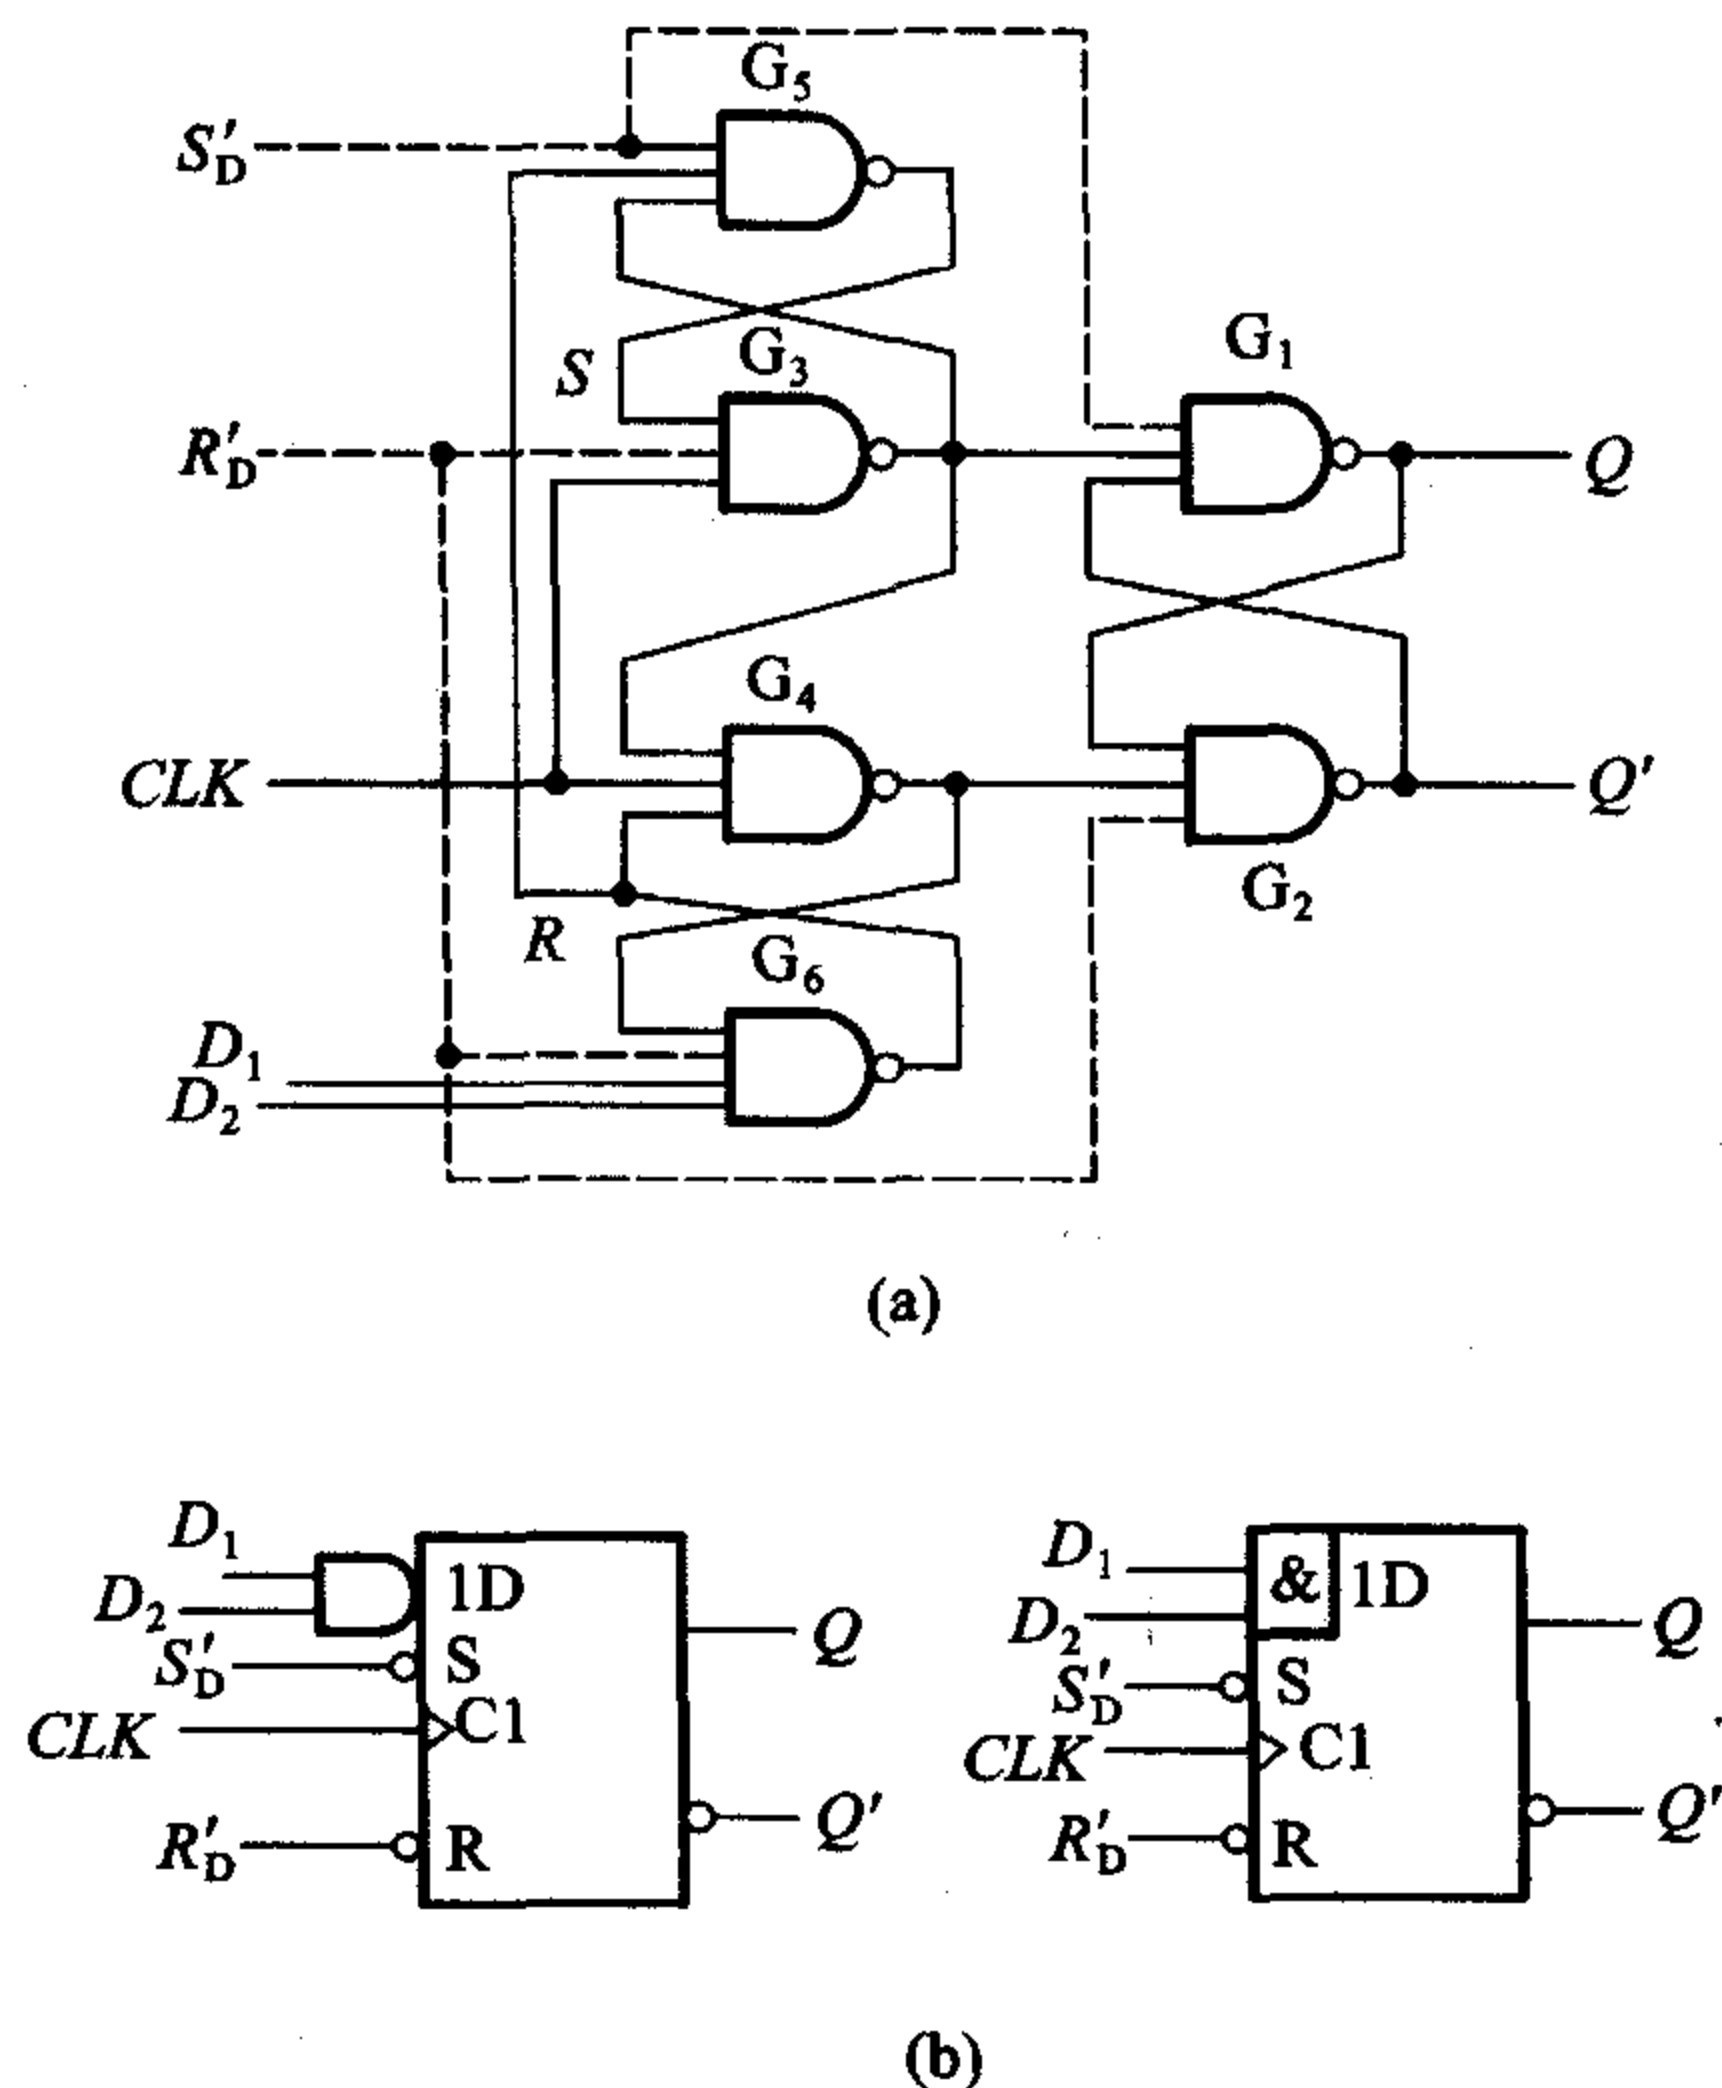 G₅
S′D
S
G₃
G₁
R′D
Q
G₄
CLK
Q′
G₂
R
G₆
D₁
D₂
(a)
D₁
D₂
1D
S′D
S
CLK
C1
R′D
R
Q
Q′
D₁
&
1D
D₂
S′D
S
CLK
C1
R′D
R
Q
Q′
(b)